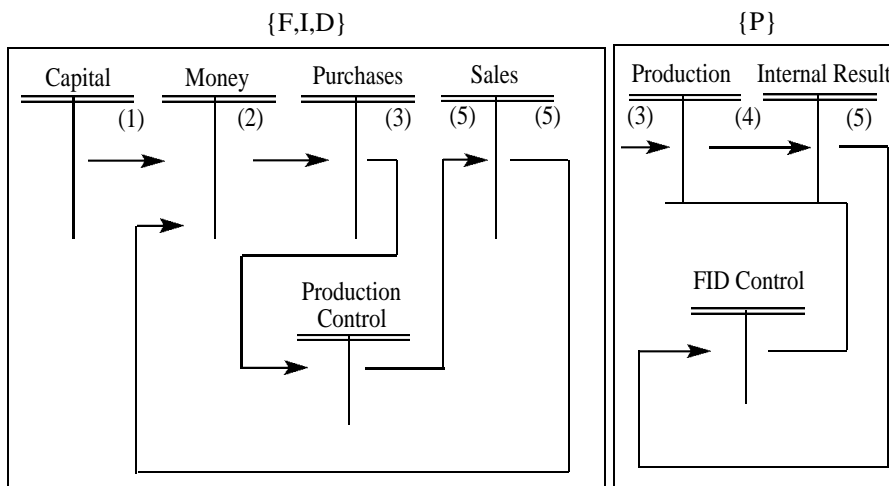 {F,I,D}
Capital Money Purchases Sales
(1) (2) (3) (5) (5)
Production
Control
{P}
Production Internal Result
(3) (4) (5)
FID Control